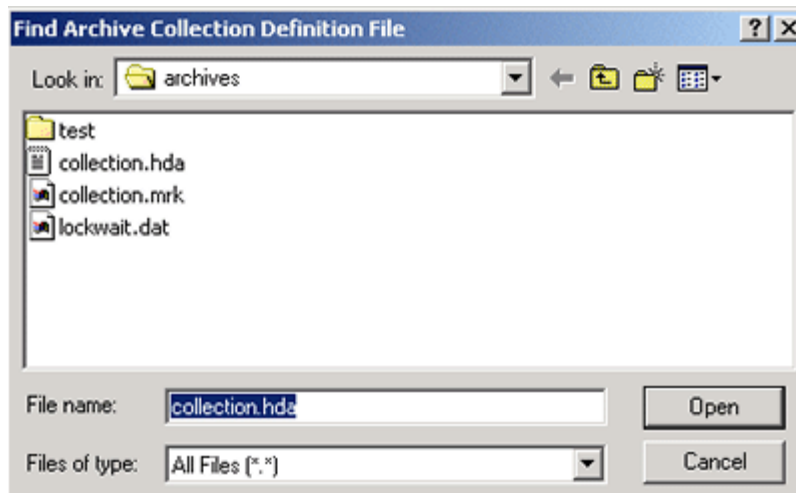 Find Archive Collection Definition File
Look in: archives
test
collection.hda
collection.mrk
lockwait.dat
File name: collection.hda Open
Files of type: All Files (*.*) Cancel